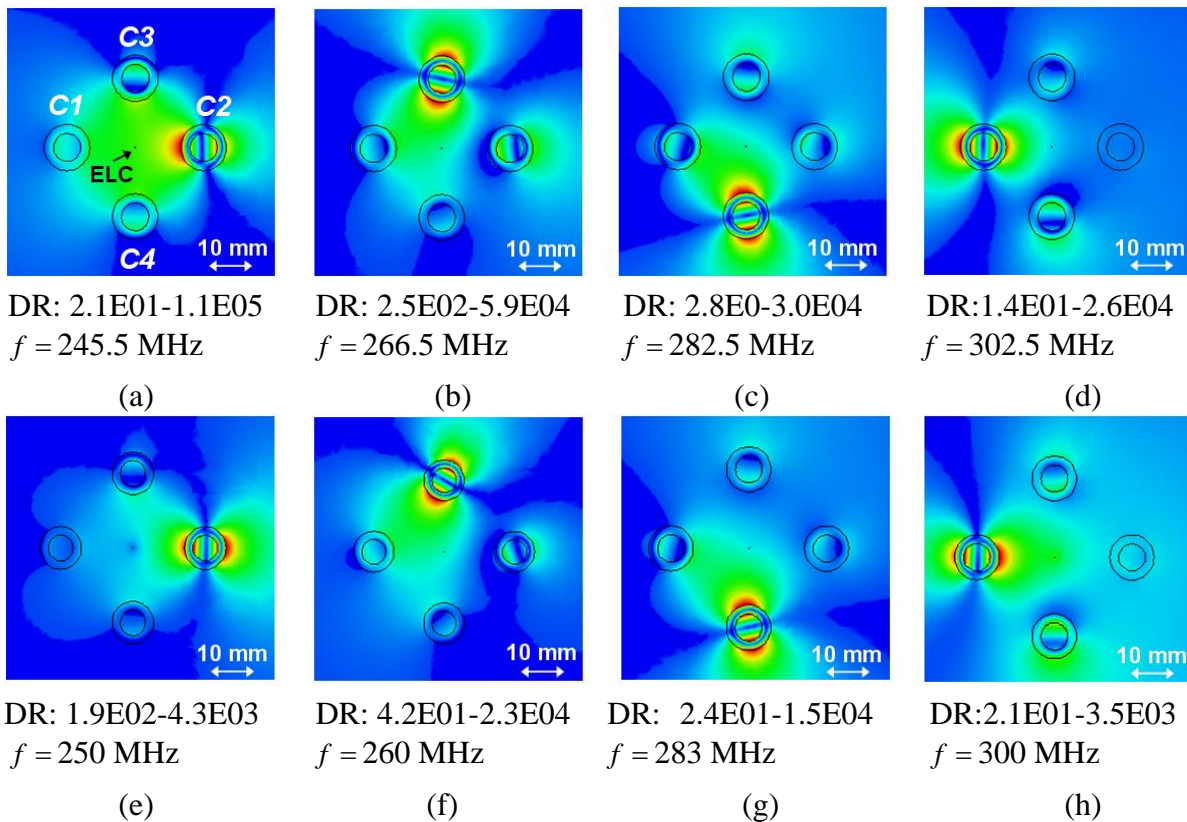 C3
C1
C2
ELC
C4
10 mm
10 mm
10 mm
10 mm
DR: 2.1E01-1.1E05
f = 245.5 MHz
(a)
DR: 2.5E02-5.9E04
f = 266.5 MHz
(b)
DR: 2.8E0-3.0E04
f = 282.5 MHz
(c)
DR:1.4E01-2.6E04
f = 302.5 MHz
(d)
10 mm
10 mm
10 mm
10 mm
DR: 1.9E02-4.3E03
f = 250 MHz
(e)
DR: 4.2E01-2.3E04
f = 260 MHz
(f)
DR: 2.4E01-1.5E04
f = 283 MHz
(g)
DR:2.1E01-3.5E03
f = 300 MHz
(h)